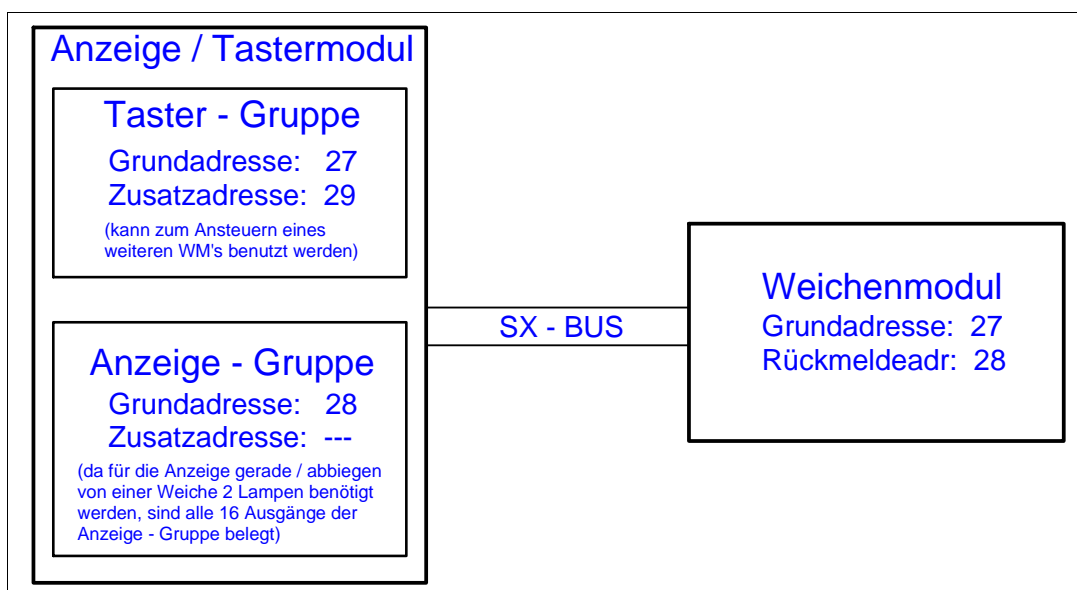 Anzeige / Tastermodul
Taster - Gruppe
Grundadresse: 27
Zusatzadresse: 29
(kann zum Ansteuern eines
weiteren WM's benutzt werden)
Anzeige - Gruppe
Grundadresse: 28
Zusatzadresse: ---
(da für die Anzeige gerade / abbiegen
von einer Weiche 2 Lampen benötigt
werden, sind alle 16 Ausgänge der
Anzeige - Gruppe belegt)
SX - BUS
Weichenmodul
Grundadresse: 27
Rückmeldeadr: 28